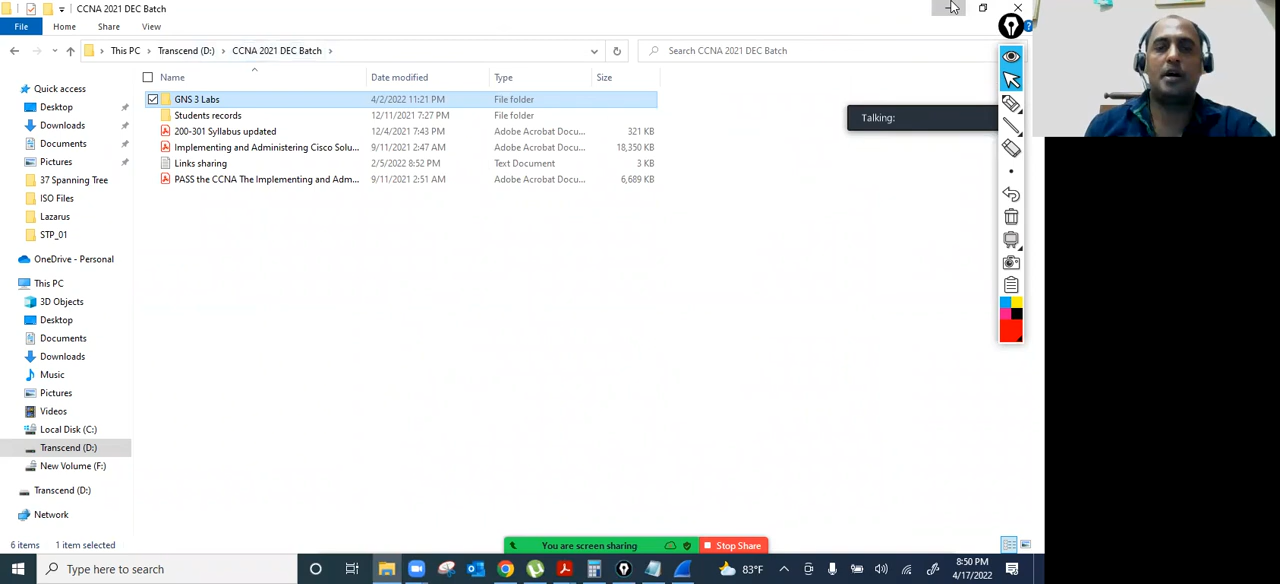 CCNA 2021 DEC Batch
File Home Share View
This PC Transcend (D:) CCNA 2021 DEC Batch
Search CCNA 2021 DEC Batch
Name Date modified Type Size
GNS 3 Labs 4/2/2022 11:21 PM File folder
Students records 12/11/2021 7:27 PM File folder
200-301 Syllabus updated 12/4/2021 7:43 PM Adobe Acrobat Docu... 321 KB
Implementing and Administering Cisco Solu... 9/11/2021 2:47 AM Adobe Acrobat Docu... 18,350 KB
Links sharing 2/5/2022 8:52 PM Text Document 3 KB
PASS the CCNA The Implementing and Adm... 9/11/2021 2:51 AM Adobe Acrobat Docu... 6,689 KB
Talking:
Quick access
Desktop
Downloads
Documents
Pictures
37 Spanning Tree
ISO Files
Lazarus
STP_01
OneDrive - Personal
This PC
3D Objects
Desktop
Documents
Downloads
Music
Pictures
Videos
Local Disk (C:)
Transcend (D:)
New Volume (F:)
Transcend (D:)
Network
6 items 1 item selected
You are screen sharing Stop Share
Type here to search
83°F
8:50 PM
4/17/2022